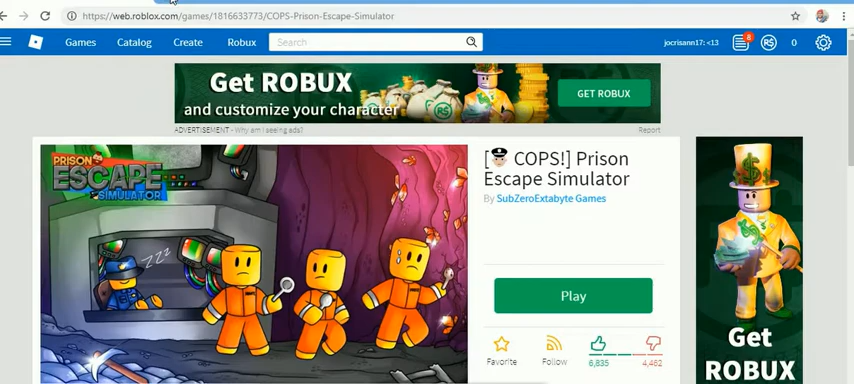 https://web.roblox.com/games/1816633773/COPS-Prison-Escape-Simulator
Games Catalog Create Robux Search jocrisann17: <13 8 R$ 0
Get ROBUX
and customize your character
GET ROBUX
ADVERTISEMENT - Why am I seeing ads? Report
PRISON
ESCAPE
SIMULATOR
ZZZ
[COPS!] Prison
Escape Simulator
By SubZeroExtabyte Games
Play
Favorite Follow 6,835 4,462
Get
ROBUX